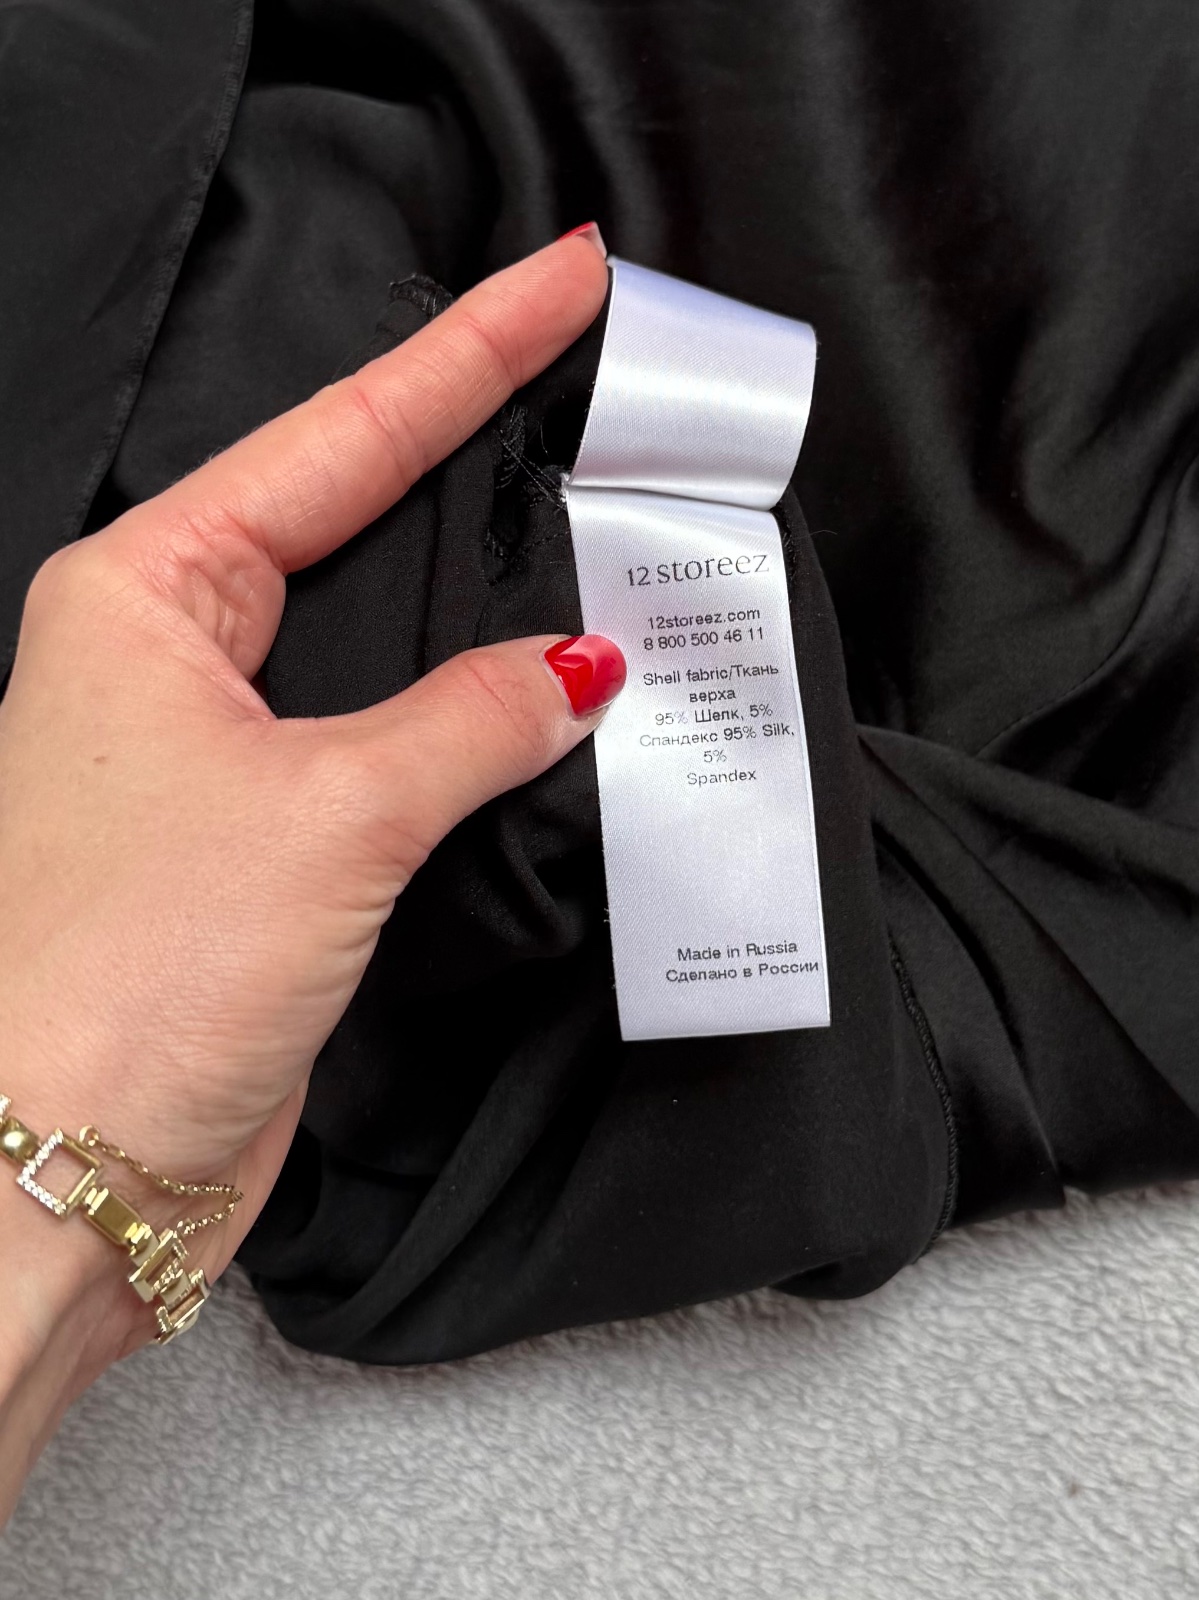 12 storeez
12storeez.com
8 800 500 46 11
Shell fabric/Ткань
верха
95% Шелк, 5%
Спандекс 95% Silk,
5%
Spandex
Made in Russia
Сделано в России